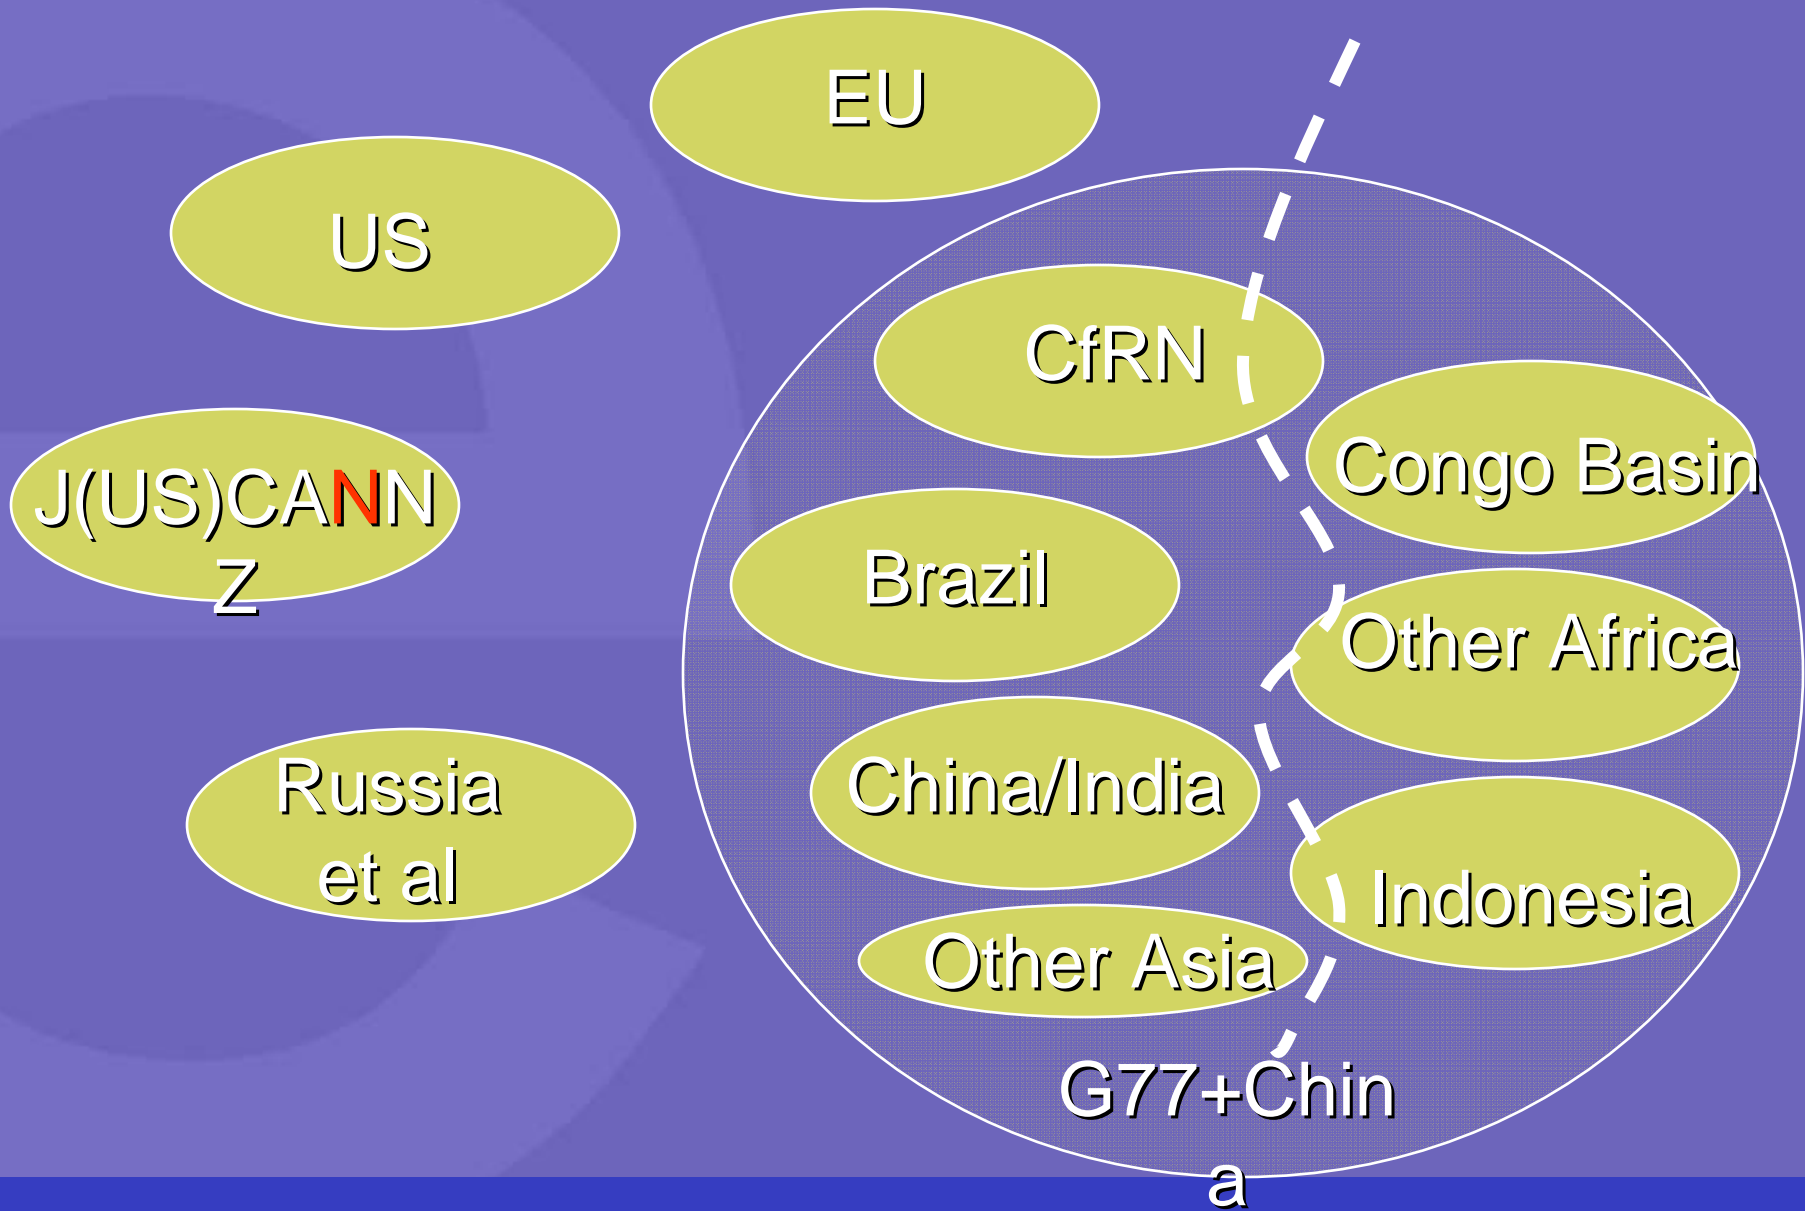 EU
US
CfRN
Congo Basin
J(US)CANN
Z
Brazil
Other Africa
Russia
et al
China/India
Indonesia
Other Asia
G77+Chin
a